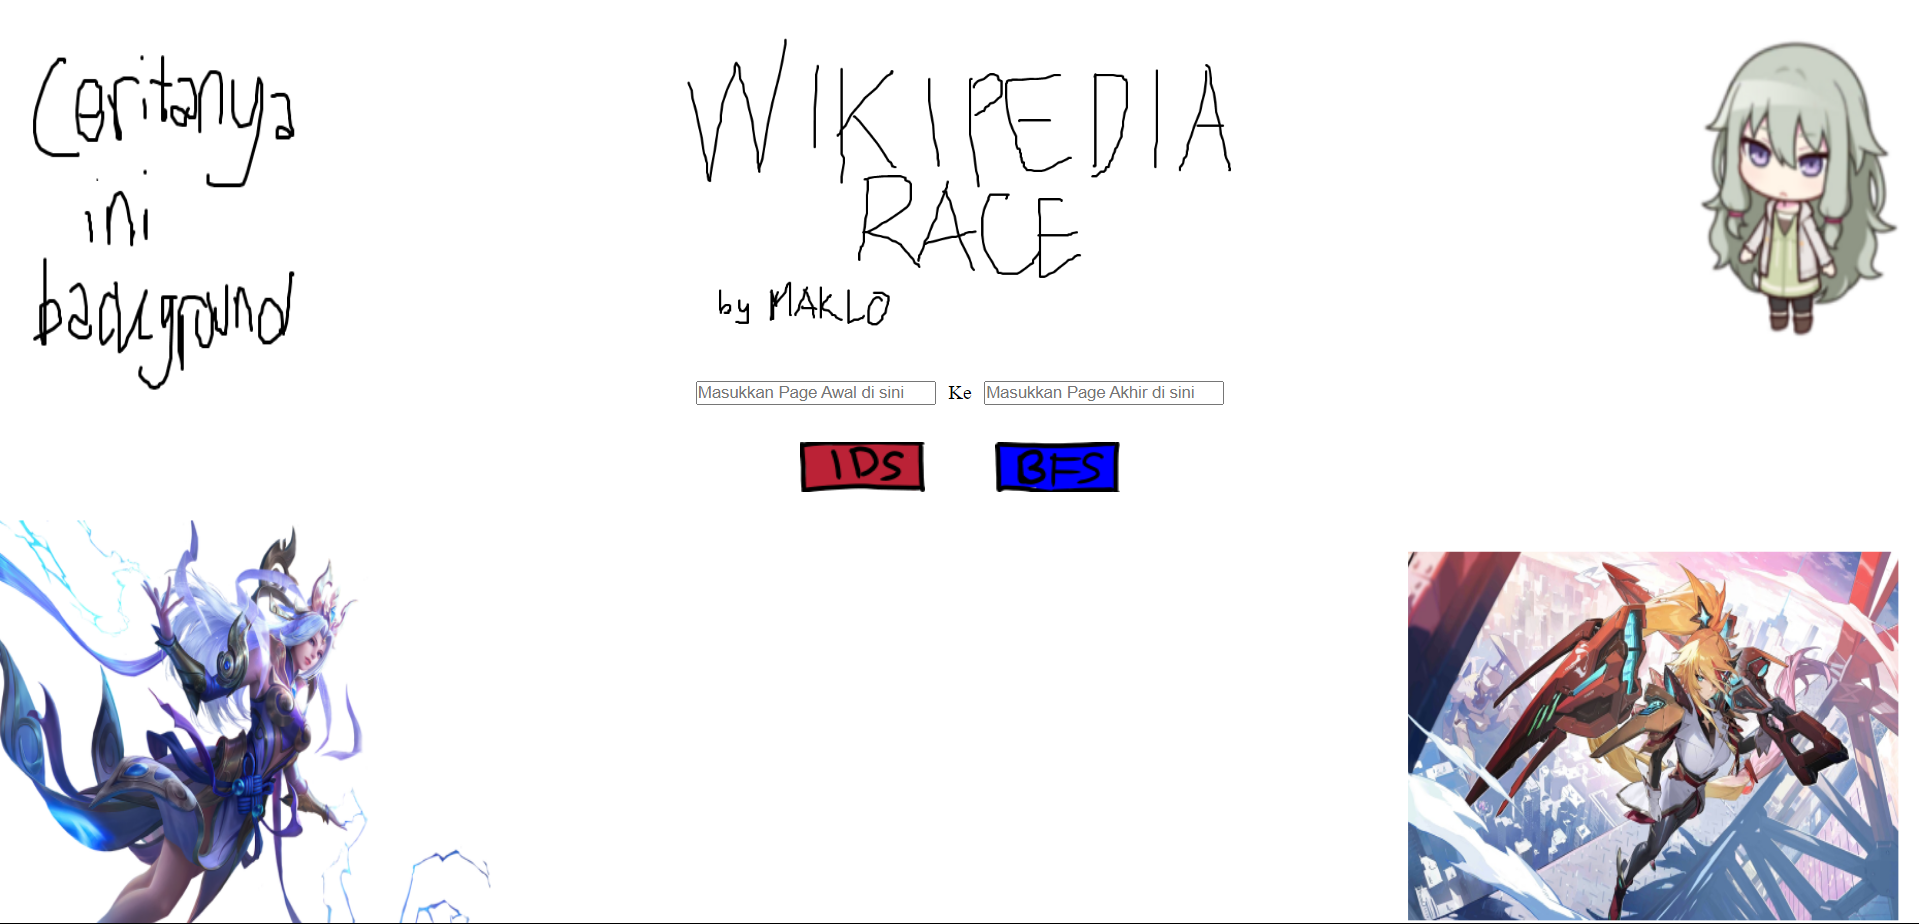 Ceritanya
ini
background
WIKIPEDIA
RACE
by MAKLO
Masukkan Page Awal di sini Ke Masukkan Page Akhir di sini
IDS BFS